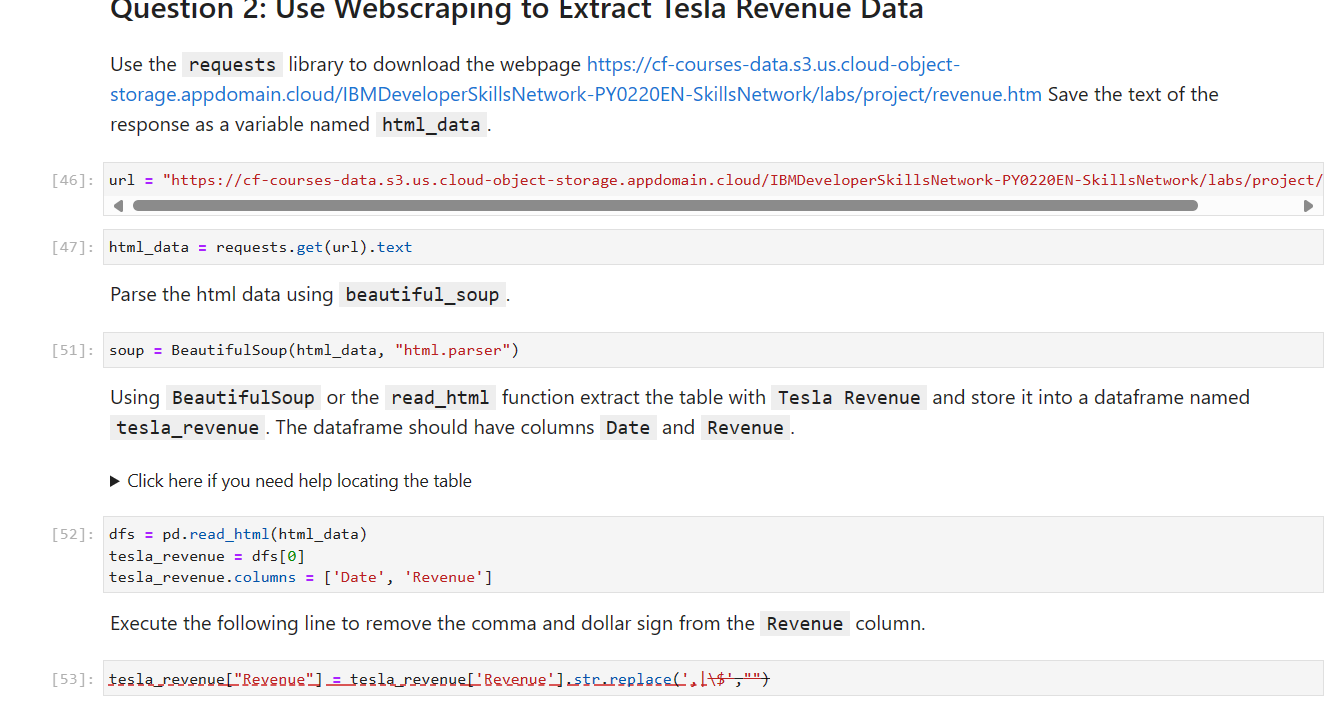 Question 2: Use Webscraping to Extract Tesla Revenue Data
Use the requests library to download the webpage https://cf-courses-data.s3.us.cloud-object-
storage.appdomain.cloud/IBMDeveloperSkillsNetwork-PY0220EN-SkillsNetwork/labs/project/revenue.htm Save the text of the
response as a variable named html_data.
[46]: url = "https://cf-courses-data.s3.us.cloud-object-storage.appdomain.cloud/IBMDeveloperSkillsNetwork-PY0220EN-SkillsNetwork/labs/project/
[47]: html_data = requests.get(url).text
Parse the html data using beautiful_soup.
[51]: soup = BeautifulSoup(html_data, "html.parser")
Using BeautifulSoup or the read_html function extract the table with Tesla Revenue and store it into a dataframe named
tesla_revenue. The dataframe should have columns Date and Revenue.
Click here if you need help locating the table
[52]: dfs = pd.read_html(html_data)
tesla_revenue = dfs[0]
tesla_revenue.columns = ['Date', 'Revenue']
Execute the following line to remove the comma and dollar sign from the Revenue column.
[53]: tesla_revenue["Revenue"] = tesla_revenue['Revenue'].str.replace(',|\$',"")